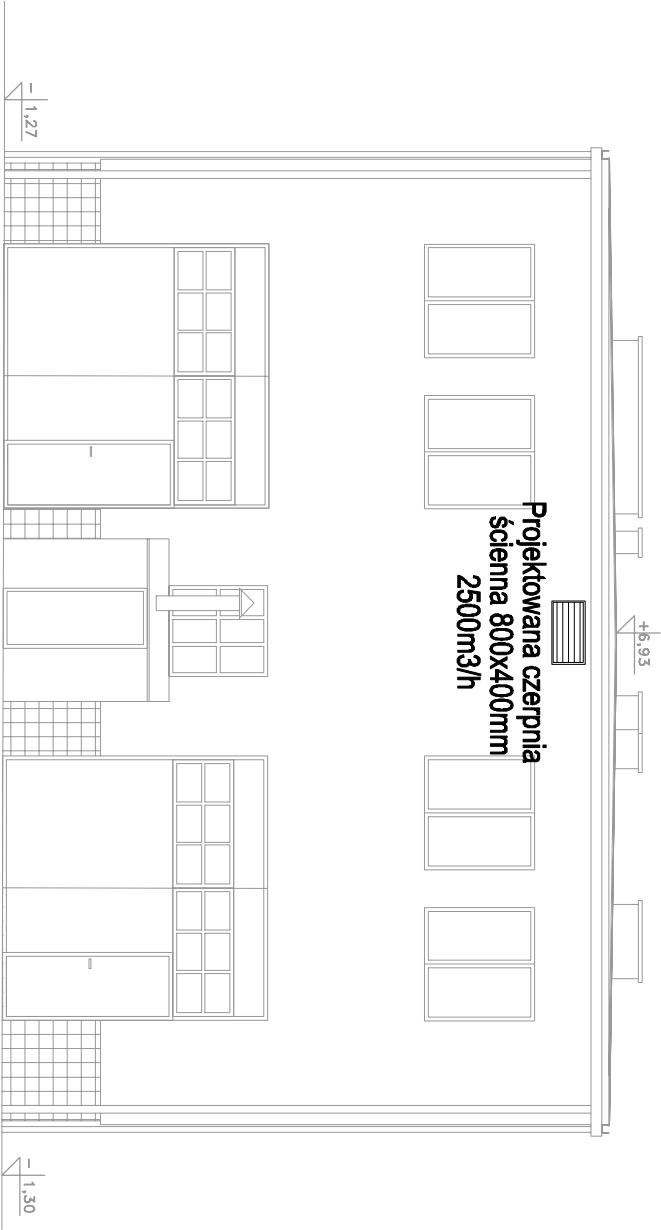 -1,27
+6,93
Projektowana czerpnia
ścienna 800x400mm
2500m3/h
-1,30